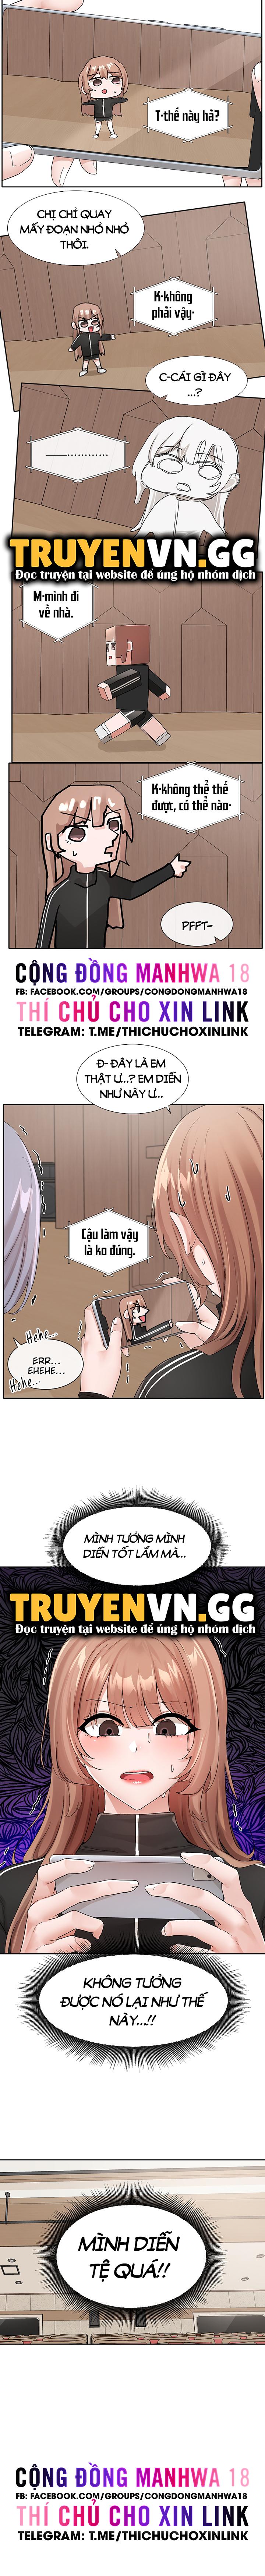 T-thế này hả?
CHỊ CHỈ QUAY
MẤY ĐOẠN NHỎ NHỎ
THÔI.
K-không
phải vậy-
C-CÁI GÌ ĐÂY
...?
—............
TRUYENVN.GG
Đọc truyện tại website để ủng hộ nhóm dịch
M-mình đi
về nhà.
K-không thể thế
được, có thể nào-
PFFT-
CỘNG ĐỒNG MANHWA 18
FB: FACEBOOK.COM/GROUPS/CONGDONGMANHWA18
THÍ CHỦ CHO XIN LINK
TELEGRAM: T.ME/THICHUCHOXINLINK
Đ- ĐÂY LÀ EM
THẬT Ư...? EM DIỄN
NHƯ NÀY Ư..
Cậu làm vậy
là ko đúng.
Hehe...
ERR...
EHEHE...
Hehe...
MÌNH TƯỞNG MÌNH
DIỄN TỐT LẮM MÀ...
TRUYENVN.GG
Đọc truyện tại website để ủng hộ nhóm dịch
KHÔNG TƯỞNG
ĐƯỢC NÓ LẠI NHƯ THẾ
NÀY...!!
MÌNH DIỄN
TỆ QUÁ!!
CỘNG ĐỒNG MANHWA 18
FB: FACEBOOK.COM/GROUPS/CONGDONGMANHWA18
THÍ CHỦ CHO XIN LINK
TELEGRAM: T.ME/THICHUCHOXINLINK